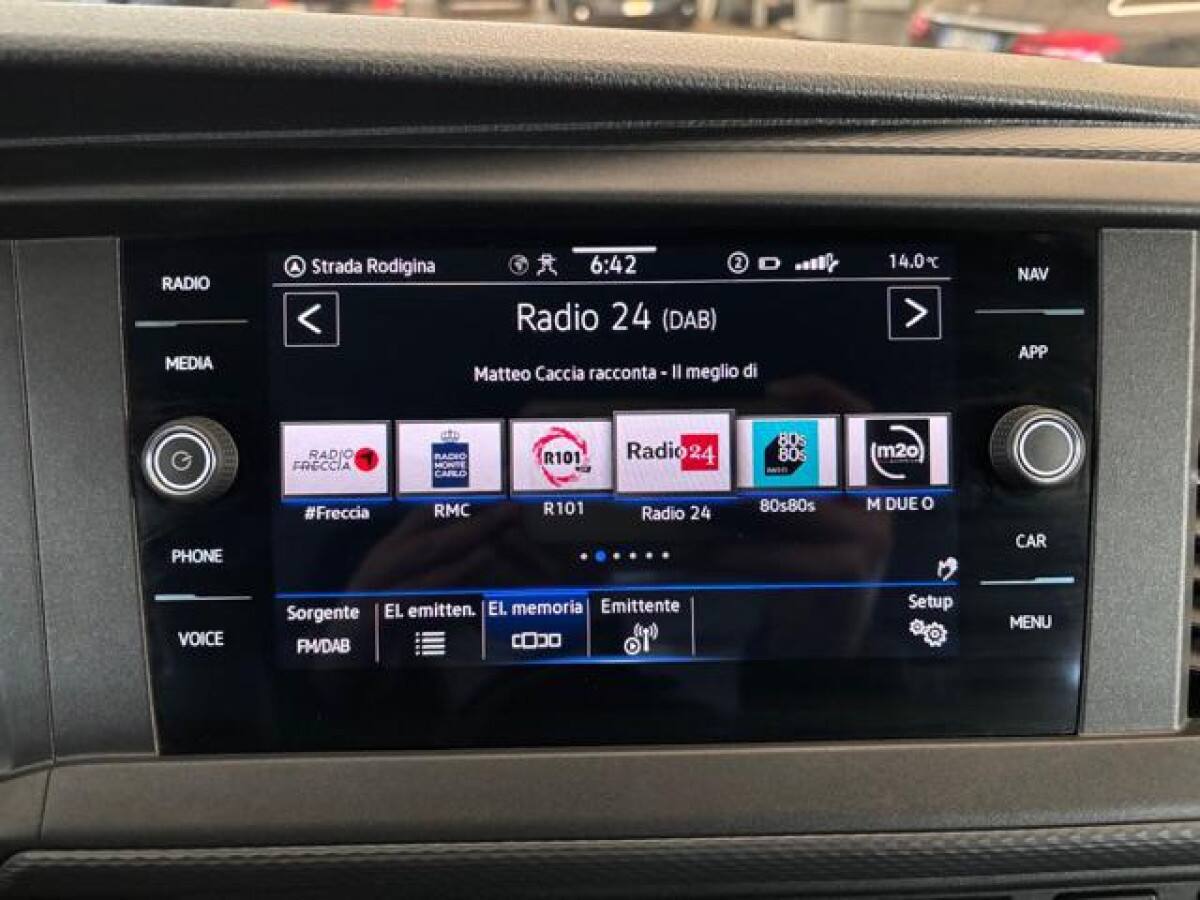 RADIO
MEDIA
PHONE
VOICE
Strada Rodigina
6:42
2
14.0°C
Radio 24 (DAB)
Matteo Caccia racconta - Il meglio di
RADIO
FRECCIA
RADIO
MONTE
CARLO
R101
Radio24
80s
80s
m2o
#Freccia
RMC
R101
Radio 24
80s80s
M DUE O
Sorgente
FM/DAB
El. emitten.
El. memoria
Emittente
Setup
NAV
APP
CAR
MENU